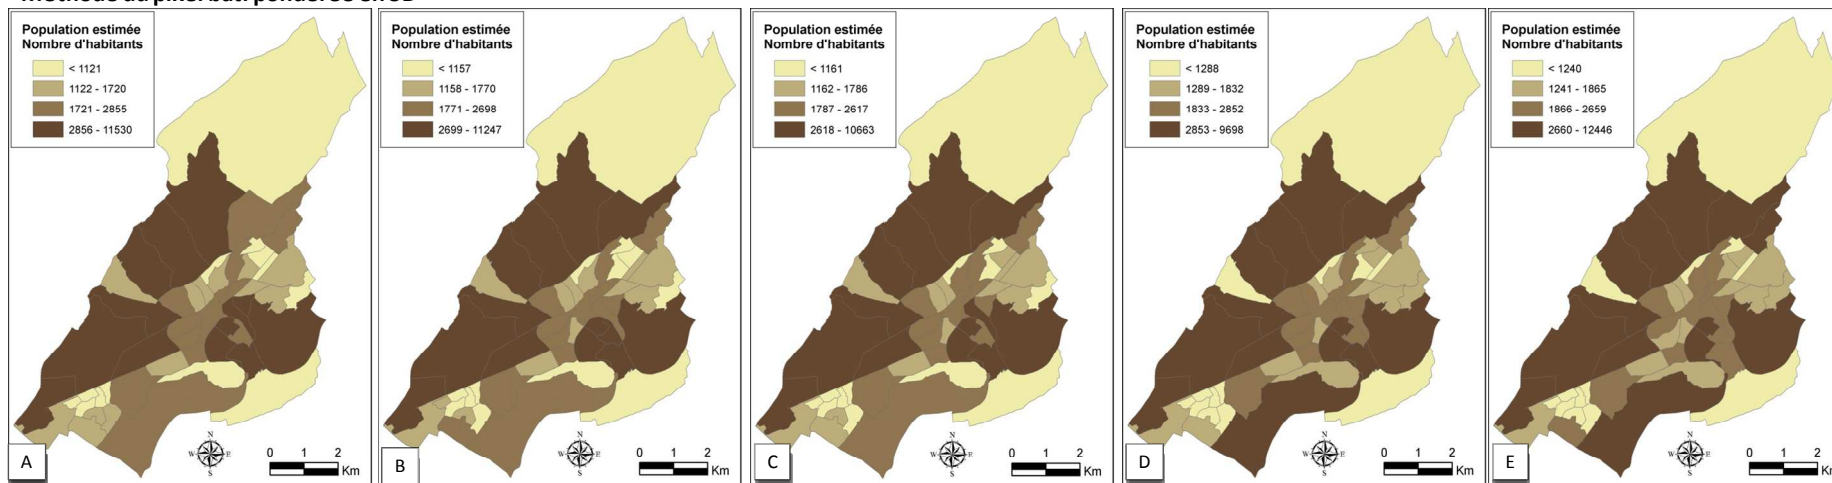 Population estimée
Nombre d'habitants
< 1121
1122 - 1720
1721 - 2855
2856 - 11530
N
W E
S
0 1 2
Km
A
Population estimée
Nombre d'habitants
< 1157
1158 - 1770
1771 - 2698
2699 - 11247
N
W E
S
0 1 2
Km
B
Population estimée
Nombre d'habitants
< 1161
1162 - 1786
1787 - 2617
2618 - 10663
N
W E
S
0 1 2
Km
C
Population estimée
Nombre d'habitants
< 1288
1289 - 1832
1833 - 2852
2853 - 9698
N
W E
S
0 1 2
Km
D
Population estimée
Nombre d'habitants
< 1240
1241 - 1865
1866 - 2659
2660 - 12446
N
W E
S
0 1 2
E